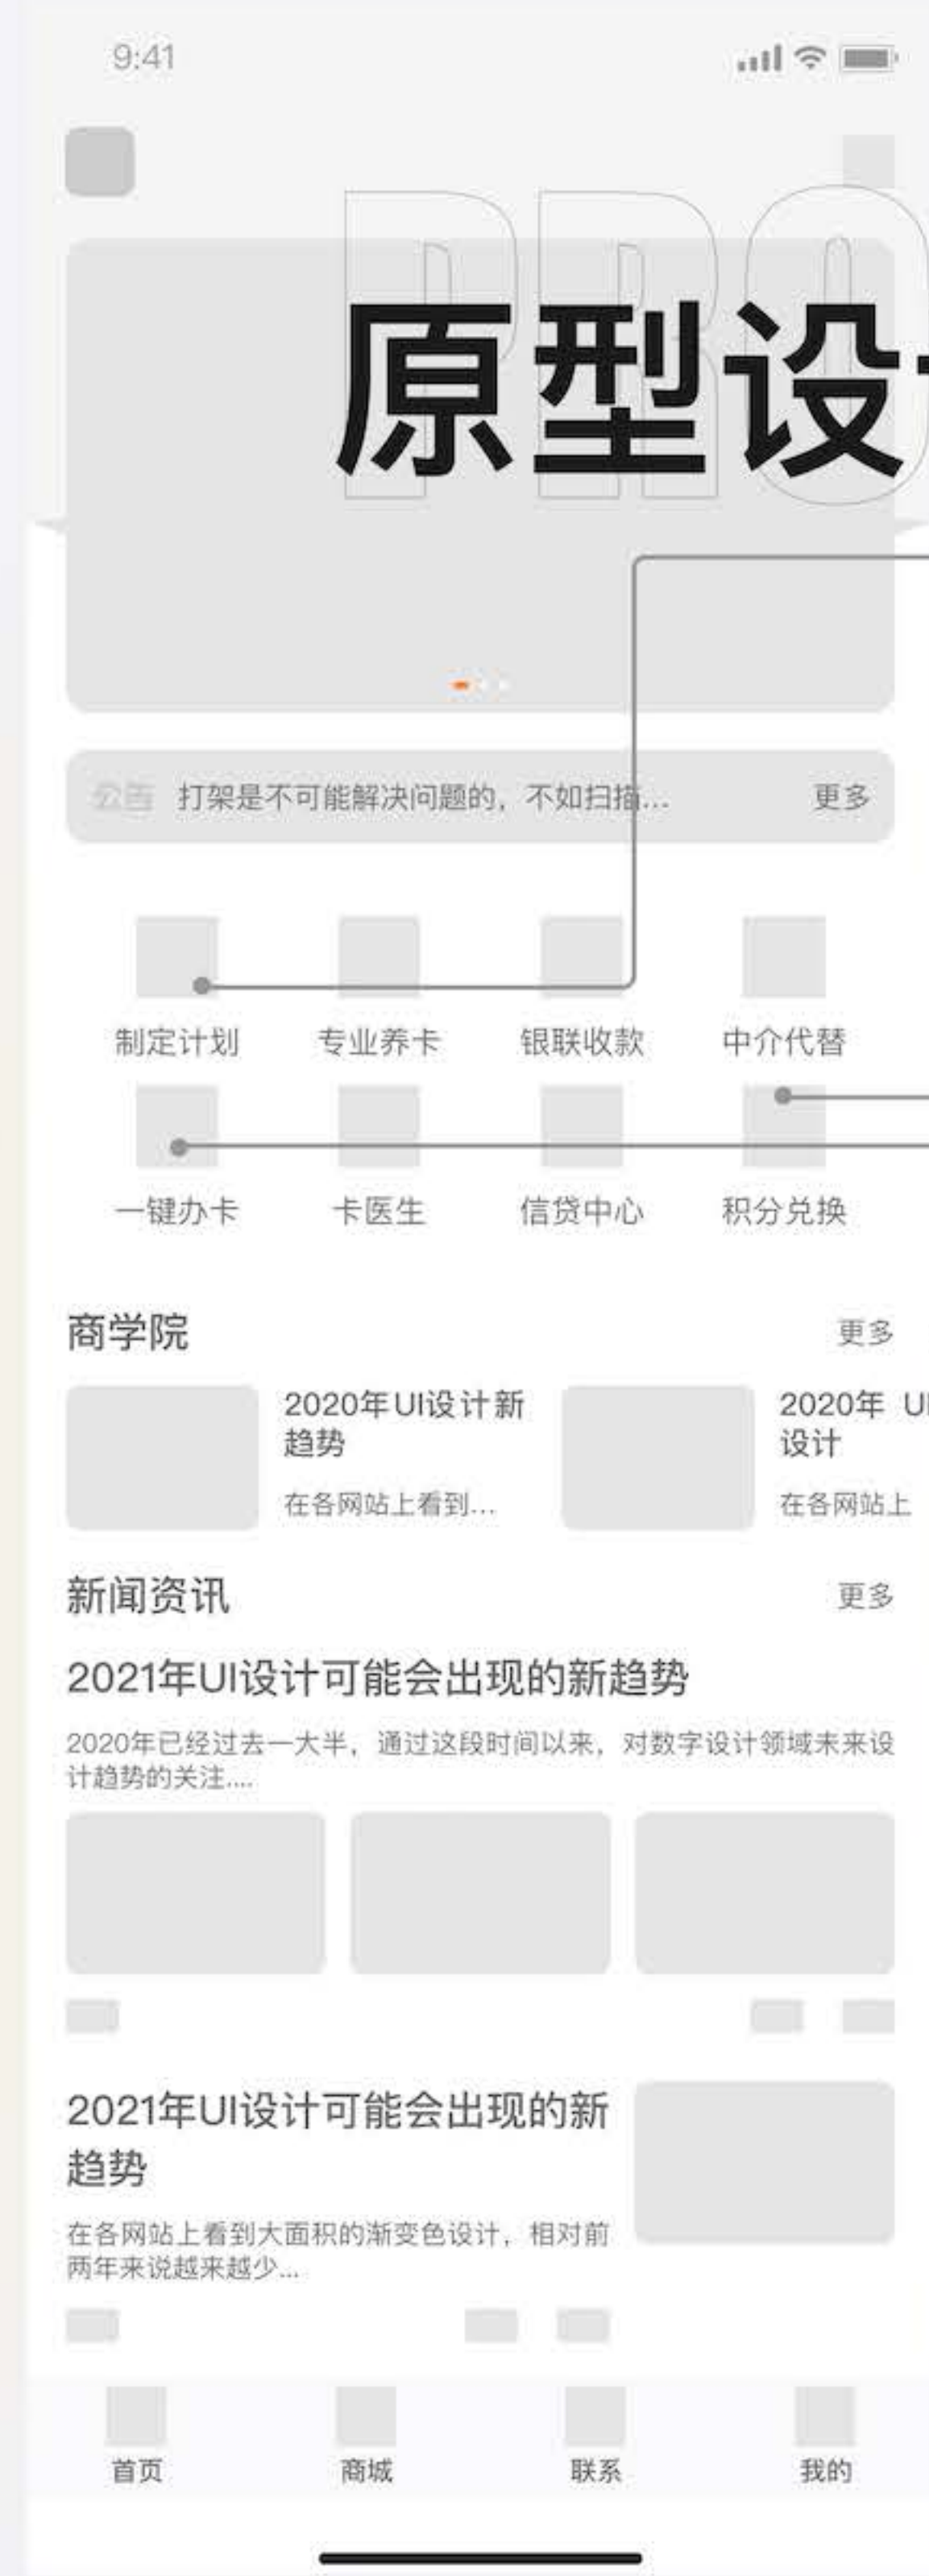 9:41
PRO
原型设
公告 打架是不可能解决问题的，不如扫描... 更多
制定计划 专业养卡 银联收款 中介代替
一键办卡 卡医生 信贷中心 积分兑换
商学院 更多
2020年UI设计新
趋势
在各网站上看到...
2020年 UI
设计
在各网站上
新闻资讯 更多
2021年UI设计可能会出现的新趋势
2020年已经过去一大半，通过这段时间以来，对数字设计领域未来设
计趋势的关注....
2021年UI设计可能会出现的新
趋势
在各网站上看到大面积的渐变色设计，相对前
两年来说越来越少...
首页 商城 联系 我的